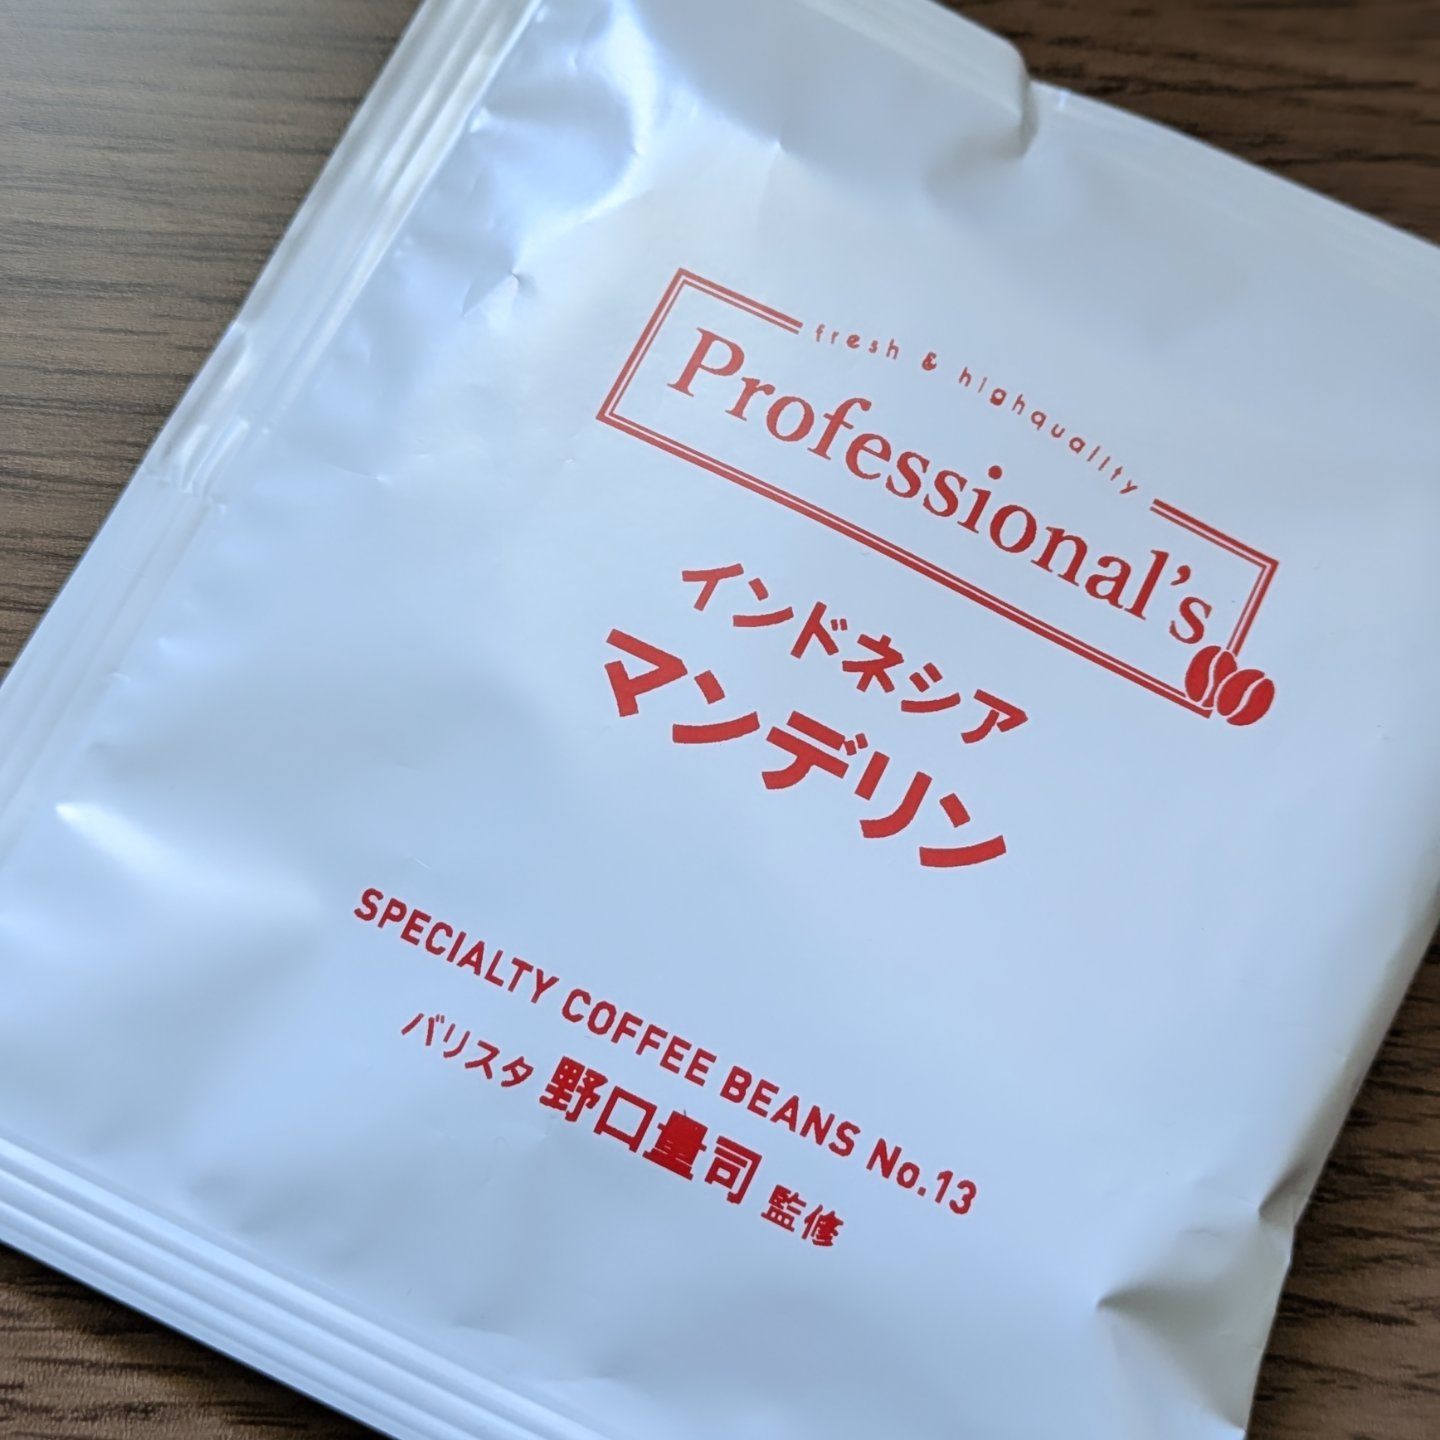 fresh & highquality
Professional's
インドネシア
マンデリン
SPECIALTY COFFEE BEANS No.13
バリスタ 野口量司 監修